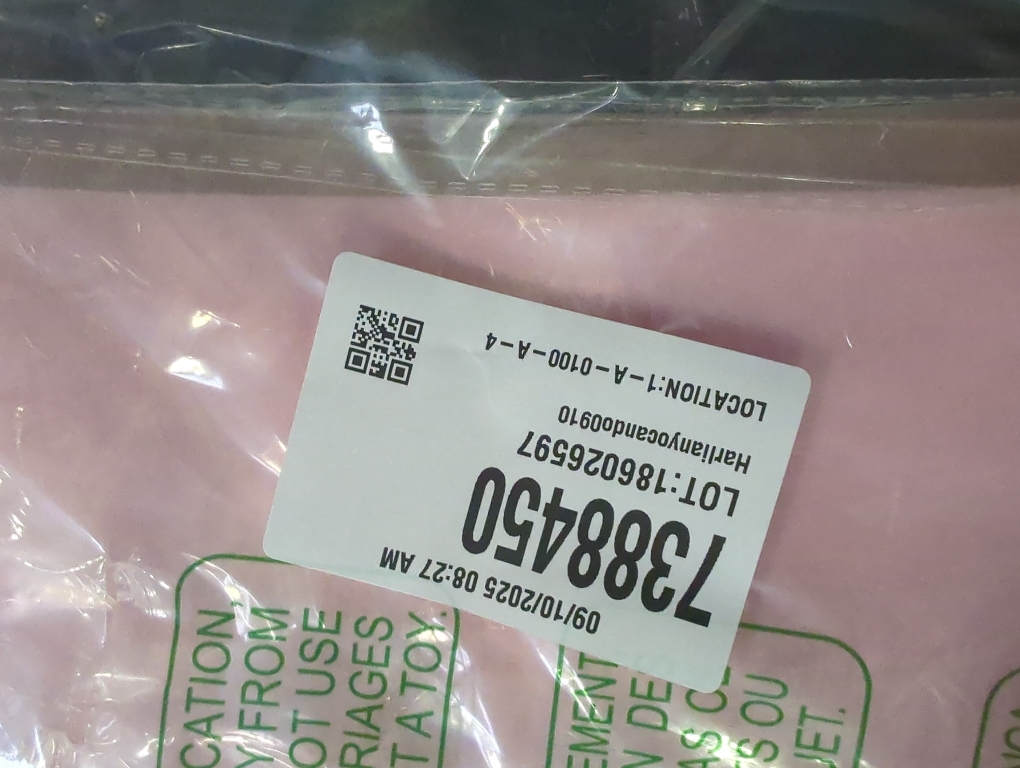 09/10/2025 08:27 AM
7388450
LOT:186026597
Harlianyocando0910
LOCATION:1-A-0100-A-4
CATION,
Y FROM
OT USE
RIAGES
T A TOY.
EMENT
N DE
AS
S OU
JET.